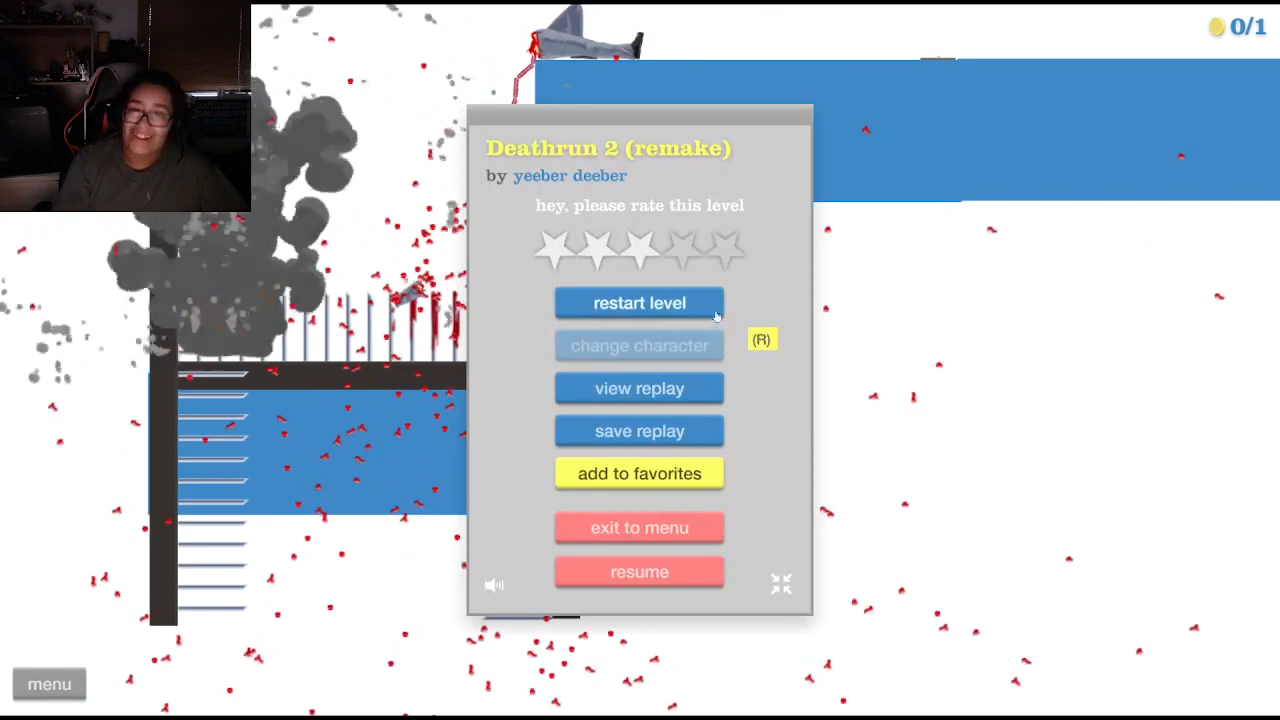 0/1
Deathrun 2 (remake)
by yeeber deeber
hey, please rate this level
restart level
change character
(R)
view replay
save replay
add to favorites
exit to menu
resume
menu